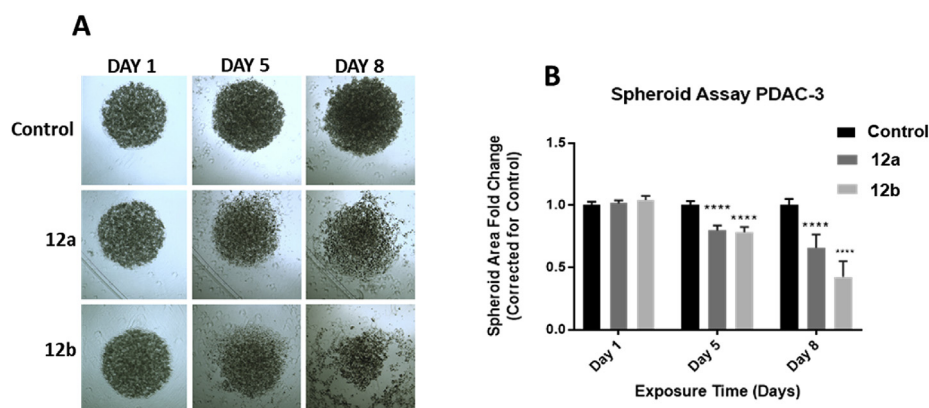 A
DAY 1 DAY 5 DAY 8
Control
12a
12b
B
Spheroid Assay PDAC-3
Control
12a
12b
Spheroid Area Fold Change
(Corrected for Control)
1.5
1.0
0.5
0.0
**** ****
**** ****
Day 1 Day 5 Day 8
Exposure Time (Days)